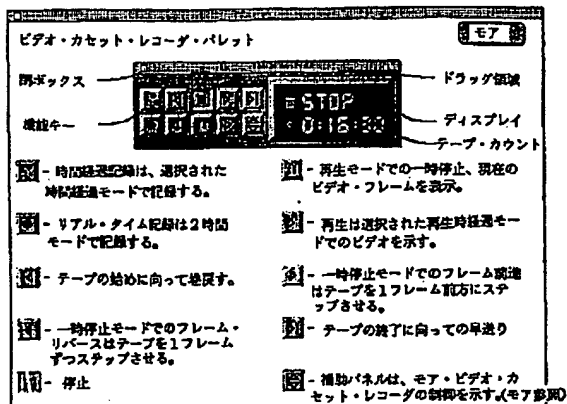 ビデオ・カセット・レコーダ・パレット
モア
閉ボックス
ドラッグ領域
STOP
機能キー
ディスプレイ
テープ・カウント
- 時間経過記録は、選択された
時間経過モードで記録する。
- リアル・タイム記録は2時間
モードで記録する。
- テープの始めに向って巻戻す。
- 一時停止モードでのフレーム・
リバースはテープを1フレーム
ずつステップさせる。
- 停止
- 再生モードでの一時停止、現在の
ビデオ・フレームを表示。
- 再生は選択された再生時経過モー
ドでのビデオを示す。
- 一時停止モードでのフレーム前進
はテープを1フレーム前方にステ
ップさせる。
- テープの終了に向っての早送り
- 補助パネルは、モア・ビデオ・カ
セット・レコーダの制御を示す。(モア参照)